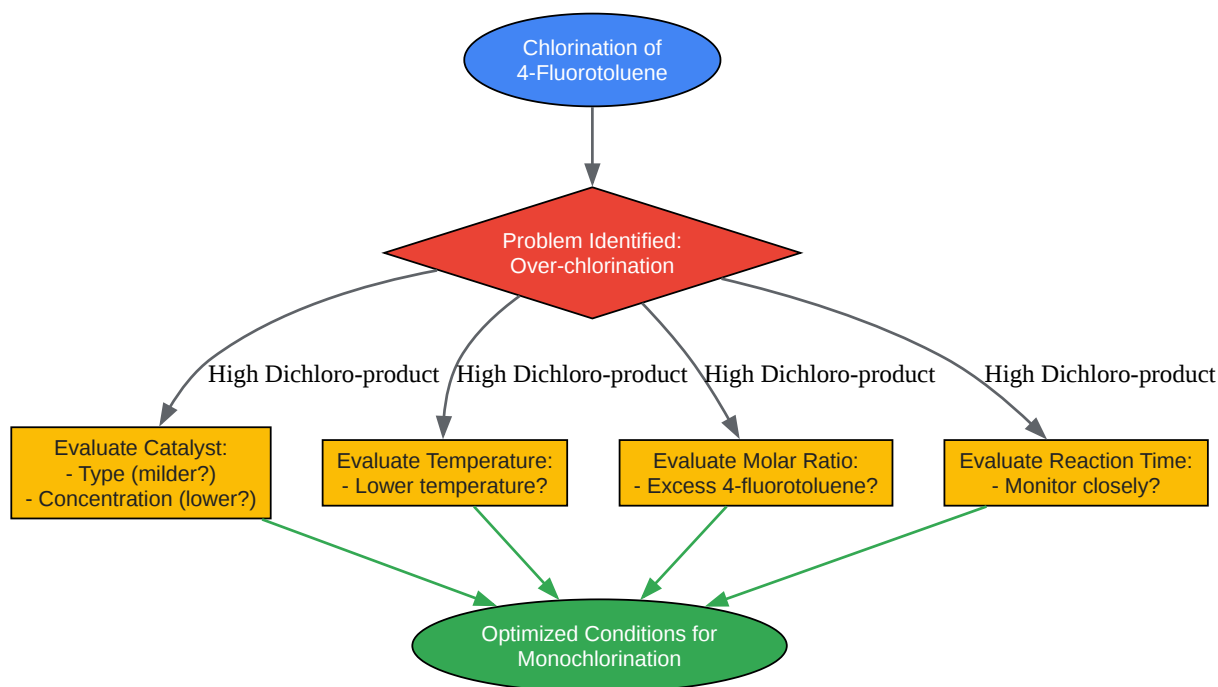 Chlorination of
4-Fluorotoluene
Problem Identified:
Over-chlorination
High Dichloro-product
High Dichloro-product
High Dichloro-product
High Dichloro-product
Evaluate Catalyst:
- Type (milder?)
- Concentration (lower?)
Evaluate Temperature:
- Lower temperature?
Evaluate Molar Ratio:
- Excess 4-fluorotoluene?
Evaluate Reaction Time:
- Monitor closely?
Optimized Conditions for
Monochlorination